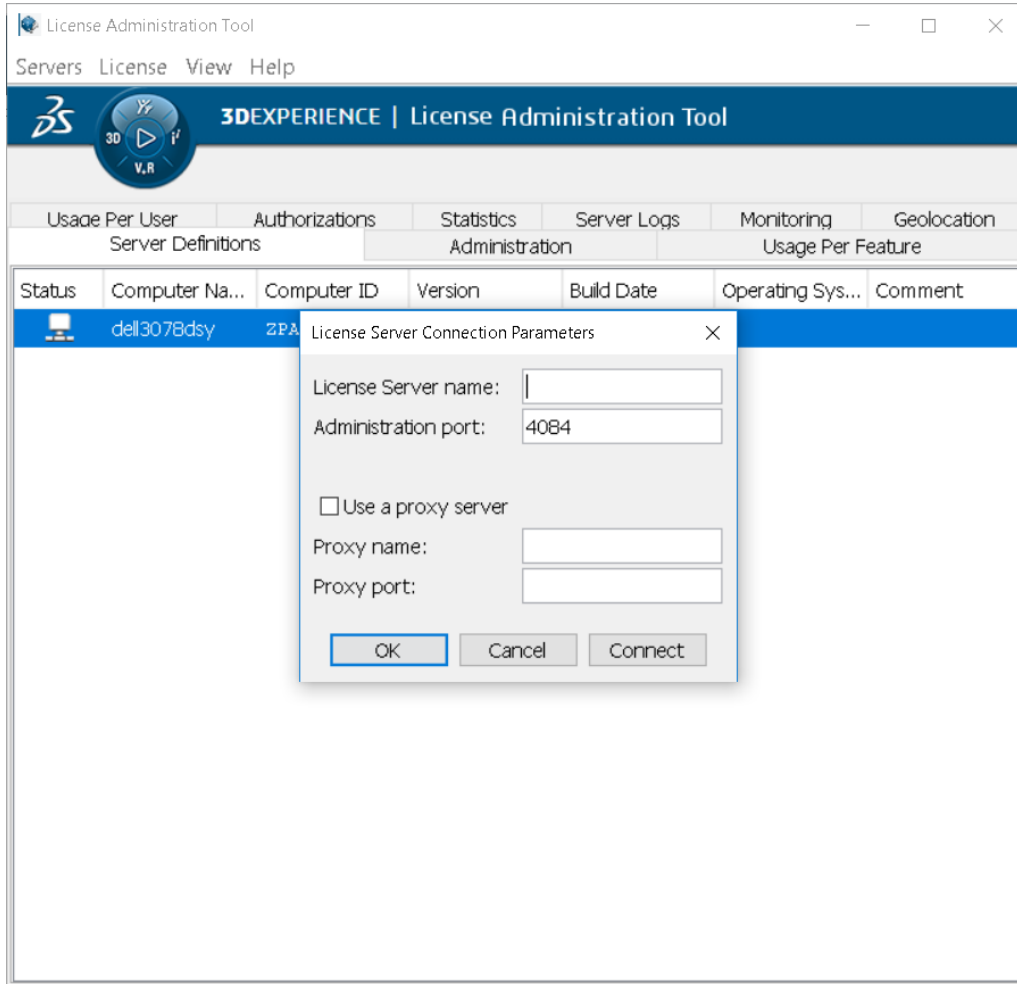 License Administration Tool
Servers License View Help
3DEXPERIENCE | License Administration Tool
3D
V.R
Usage Per User Authorizations Statistics Server Logs Monitoring Geolocation
Server Definitions Administration Usage Per Feature
Status Computer Na... Computer ID Version Build Date Operating Sys... Comment
dell3078dsy ZPA
License Server Connection Parameters
License Server name:
Administration port: 4084
Use a proxy server
Proxy name:
Proxy port:
OK Cancel Connect